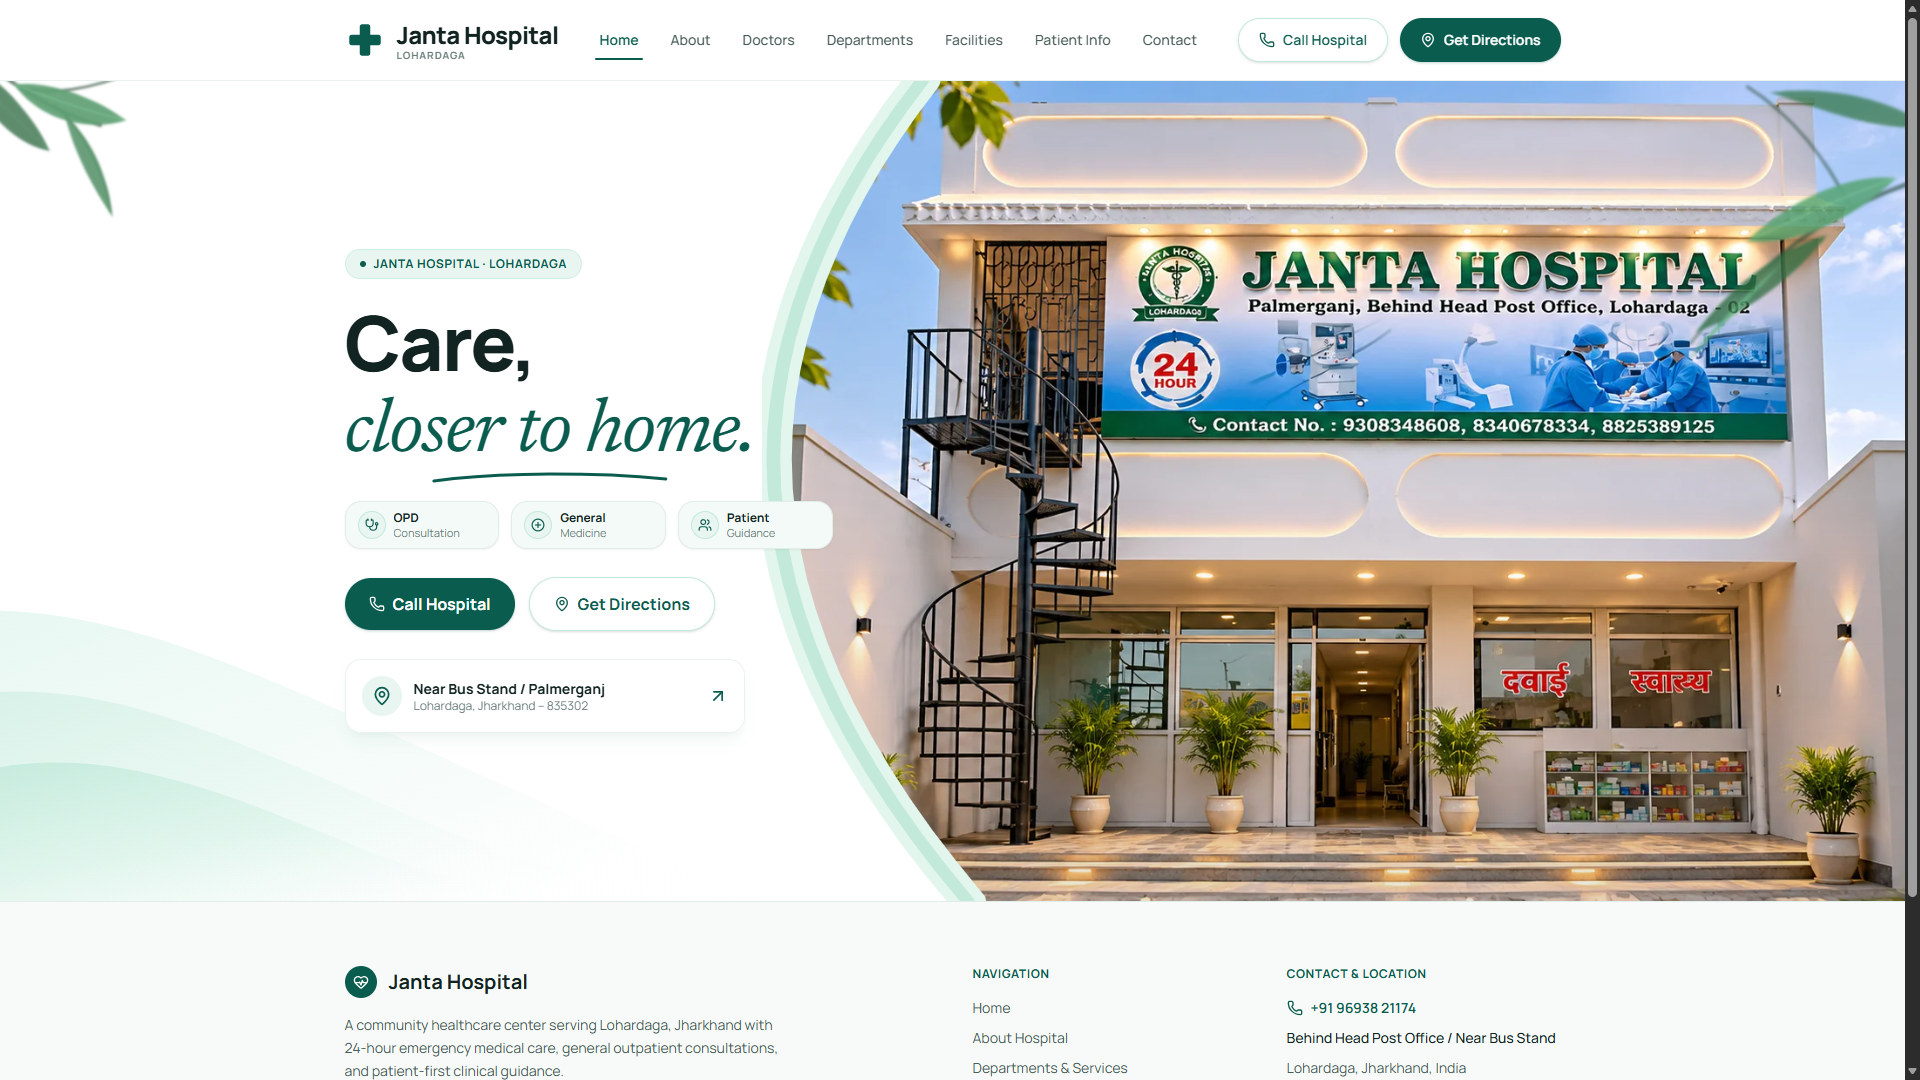 Janta Hospital
LOHARDAGA
Home
About
Doctors
Departments
Facilities
Patient Info
Contact
Call Hospital
Get Directions
JANTA HOSPITAL · LOHARDAGA
Care,
closer to home.
OPD
Consultation
General
Medicine
Patient
Guidance
Call Hospital
Get Directions
Near Bus Stand / Palmerganj
Lohardaga, Jharkhand – 835302
JANTA HOSPITAL
LOHARDAGA
JANTA HOSPITAL
Palmerganj, Behind Head Post Office, Lohardaga - 02
24
HOUR
Contact No. : 9308348608, 8340678334, 8825389125
दवाई
स्वास्थ्य
Janta Hospital
A community healthcare center serving Lohardaga, Jharkhand with
24-hour emergency medical care, general outpatient consultations,
and patient-first clinical guidance.
NAVIGATION
Home
About Hospital
Departments & Services
CONTACT & LOCATION
+91 96938 21174
Behind Head Post Office / Near Bus Stand
Lohardaga, Jharkhand, India